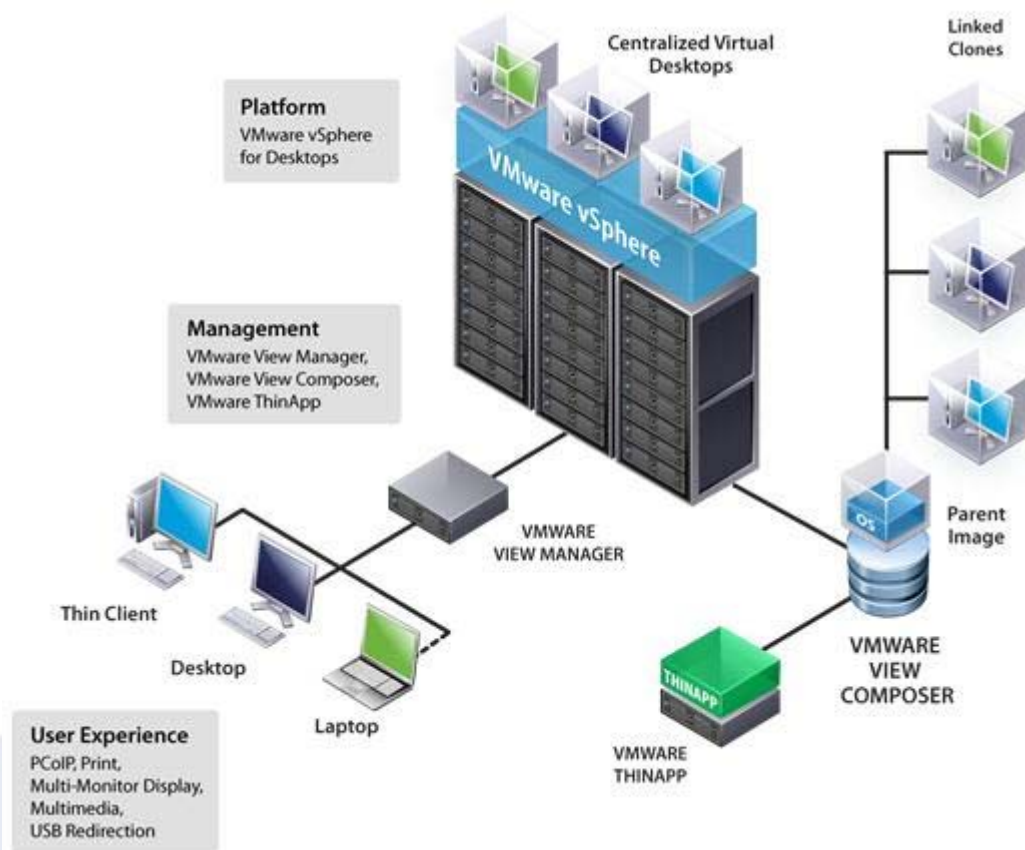 Centralized Virtual
Desktops
Linked
Clones
Platform
VMware vSphere
for Desktops
VMware vSphere
Management
VMware View Manager,
VMware View Composer,
VMware ThinApp
VMWARE
VIEW MANAGER
OS
Parent
Image
Thin Client
Desktop
Laptop
THINAPP
VMWARE
VIEW
COMPOSER
VMWARE
THINAPP
User Experience
PCoIP, Print,
Multi-Monitor Display,
Multimedia,
USB Redirection